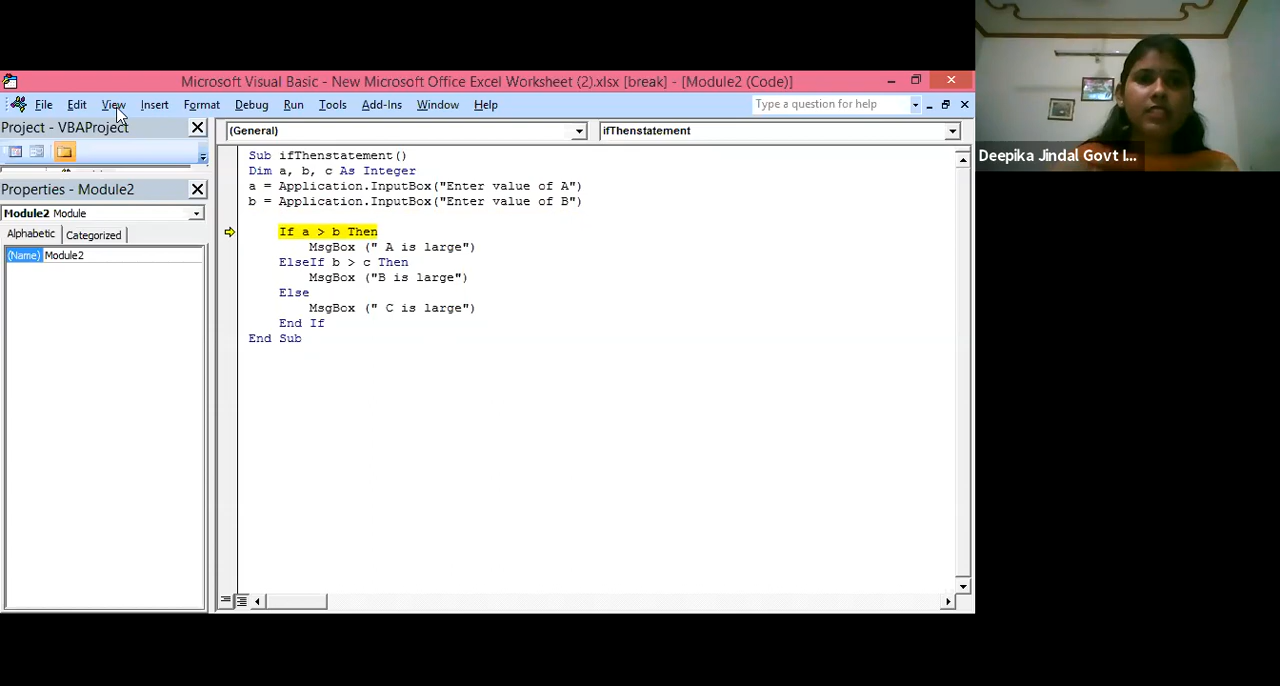 Microsoft Visual Basic - New Microsoft Office Excel Worksheet (2).xlsx [break] - [Module2 (Code)]
File Edit View Insert Format Debug Run Tools Add-Ins Window Help
Type a question for help
Project - VBAProject
(General)
ifThenstatement
Properties - Module2
Module2 Module
Alphabetic Categorized
(Name) Module2
Sub ifThenstatement()
Dim a, b, c As Integer
a = Application.InputBox("Enter value of A")
b = Application.InputBox("Enter value of B")
If a > b Then
MsgBox (" A is large")
ElseIf b > c Then
MsgBox ("B is large")
Else
MsgBox (" C is large")
End If
End Sub
Deepika Jindal Govt I...